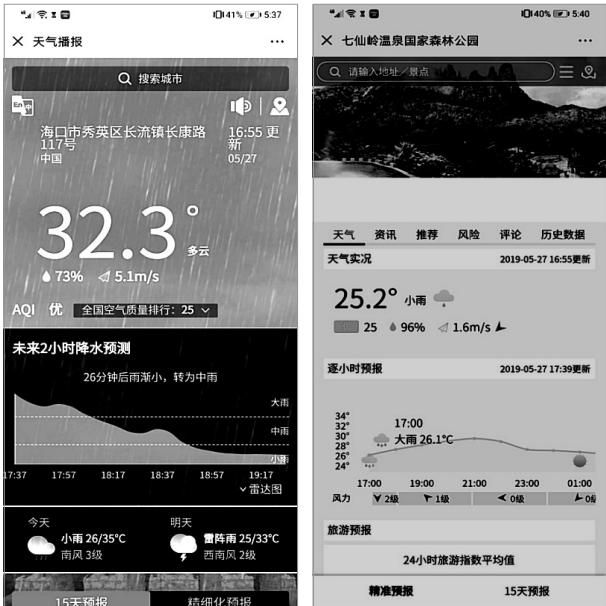 41% 5:37
天气播报
搜索城市
En 中
海口市秀英区长流镇长康路
117号
中国
16:55 更
新
05/27
32.3°
多云
73% 5.1m/s
AQI 优 全国空气质量排行：25
未来2小时降水预测
26分钟后雨渐小，转为中雨
大雨
中雨
小雨
17:37 17:57 18:17 18:37 18:57 19:17
雷达图
今天
小雨 26/35°C
南风 3级
明天
雷阵雨 25/33°C
西南风 2级
15天预报 精细化预报
40% 5:40
七仙岭温泉国家森林公园
请输入地址／景点
天气 资讯 推荐 风险 评论 历史数据
天气实况 2019-05-27 16:55更新
25.2° 小雨
25 96% 1.6m/s
逐小时预报 2019-05-27 17:39更新
34°
32°
30°
28°
26°
24°
17:00
大雨 26.1°C
17:00 19:00 21:00 23:00 01:00
风力 2级 1级 0级 0级
旅游预报
24小时旅游指数平均值
精准预报 15天预报